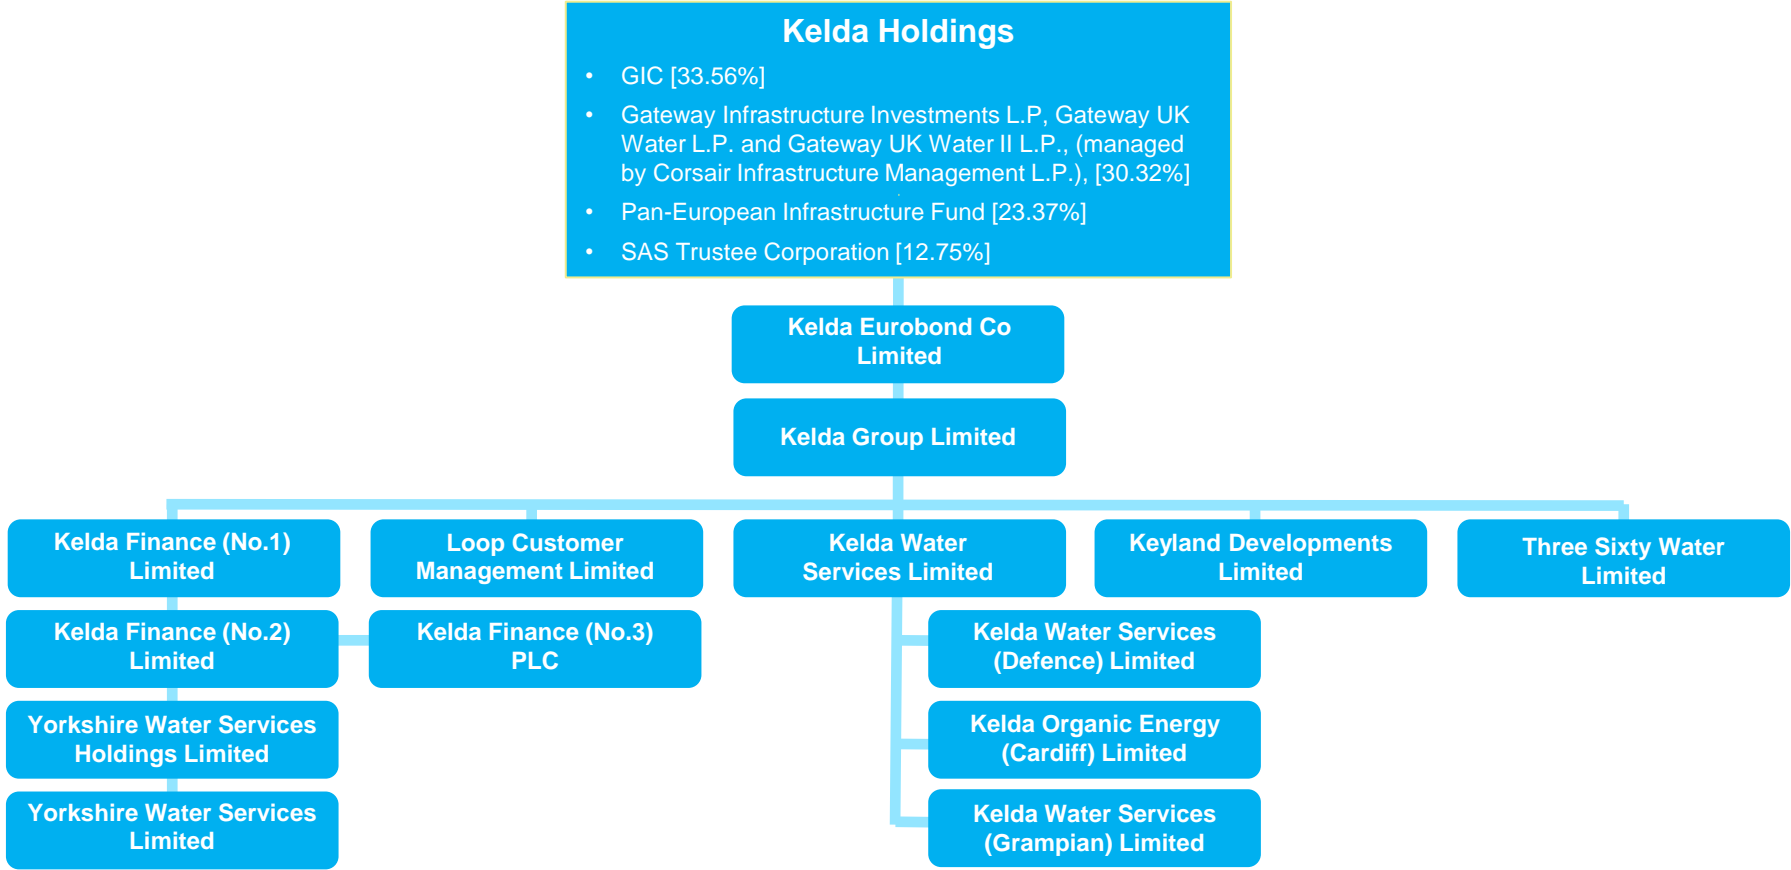 Kelda Holdings
• GIC [33.56%]
• Gateway Infrastructure Investments L.P, Gateway UK
Water L.P. and Gateway UK Water II L.P., (managed
by Corsair Infrastructure Management L.P.), [30.32%]
• Pan-European Infrastructure Fund [23.37%]
• SAS Trustee Corporation [12.75%]
Kelda Eurobond Co
Limited
Kelda Group Limited
Kelda Finance (No.1)
Limited
Loop Customer
Management Limited
Kelda Water
Services Limited
Keyland Developments
Limited
Three Sixty Water
Limited
Kelda Finance (No.2)
Limited
Kelda Finance (No.3)
PLC
Kelda Water Services
(Defence) Limited
Yorkshire Water Services
Holdings Limited
Kelda Organic Energy
(Cardiff) Limited
Yorkshire Water Services
Limited
Kelda Water Services
(Grampian) Limited